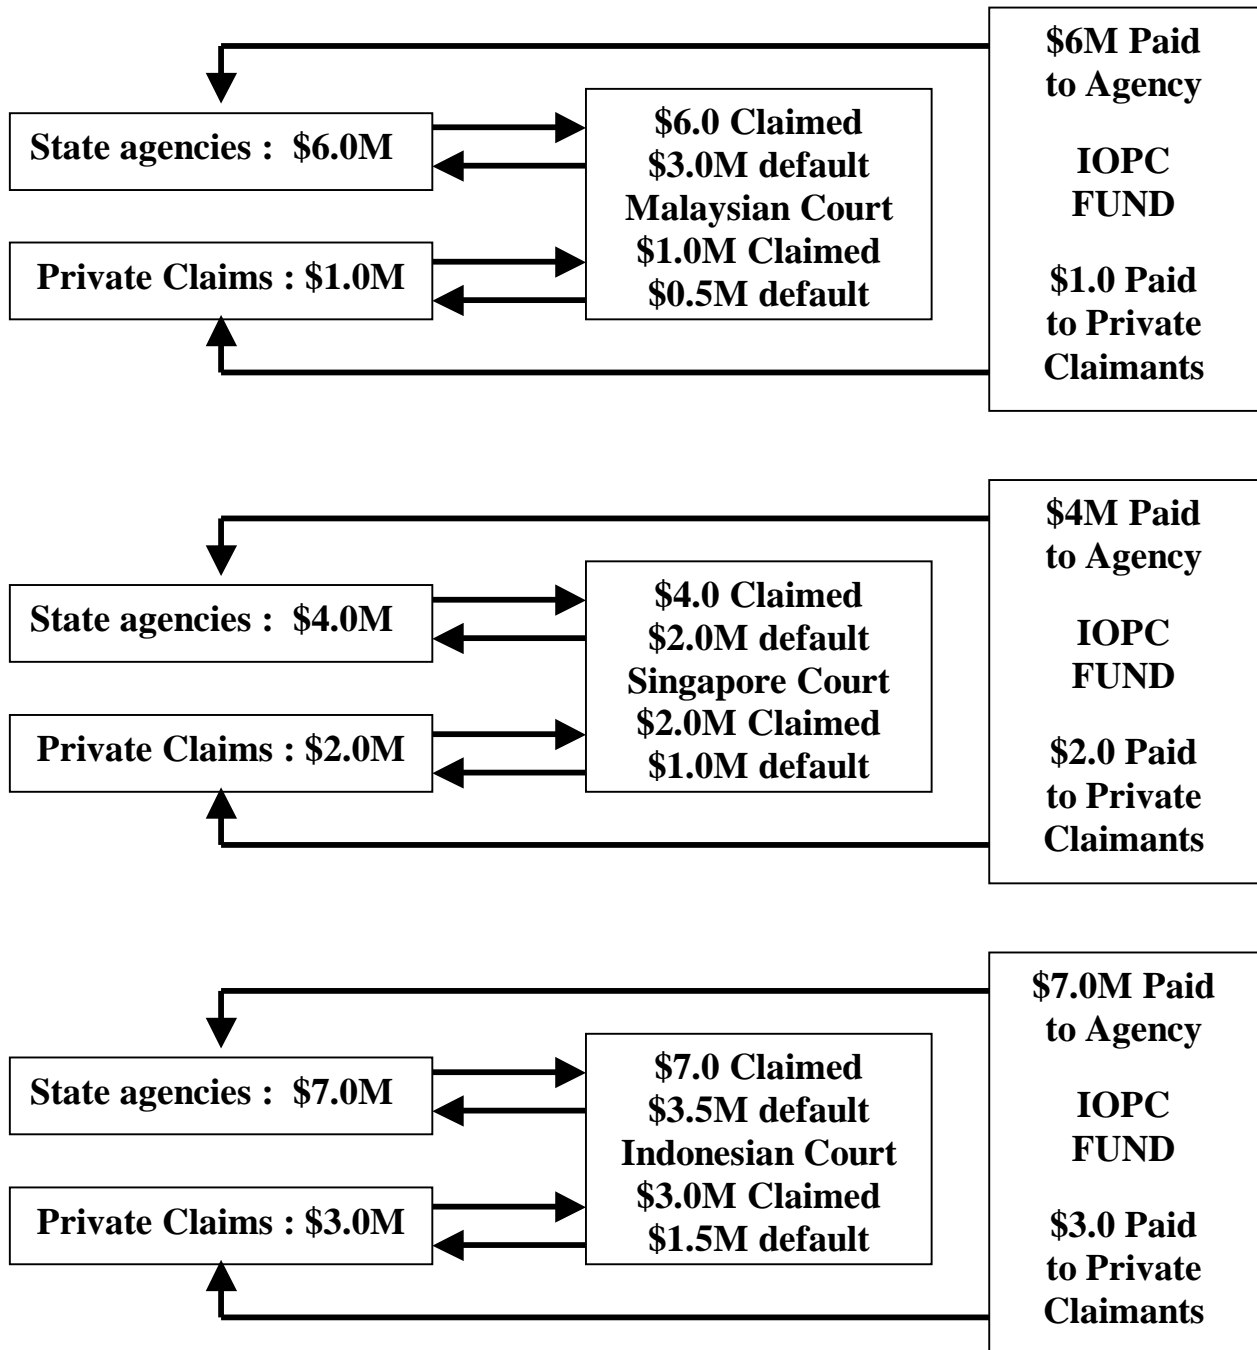 State agencies :  $6.0M
Private Claims : $1.0M
$6.0 Claimed
$3.0M default
Malaysian Court
$1.0M Claimed
$0.5M default
$6M Paid
to Agency
IOPC
FUND
$1.0 Paid
to Private
Claimants
State agencies :  $4.0M
Private Claims : $2.0M
$4.0 Claimed
$2.0M default
Singapore Court
$2.0M Claimed
$1.0M default
$4M Paid
to Agency
IOPC
FUND
$2.0 Paid
to Private
Claimants
State agencies :  $7.0M
Private Claims : $3.0M
$7.0 Claimed
$3.5M default
Indonesian Court
$3.0M Claimed
$1.5M default
$7.0M Paid
to Agency
IOPC
FUND
$3.0 Paid
to Private
Claimants